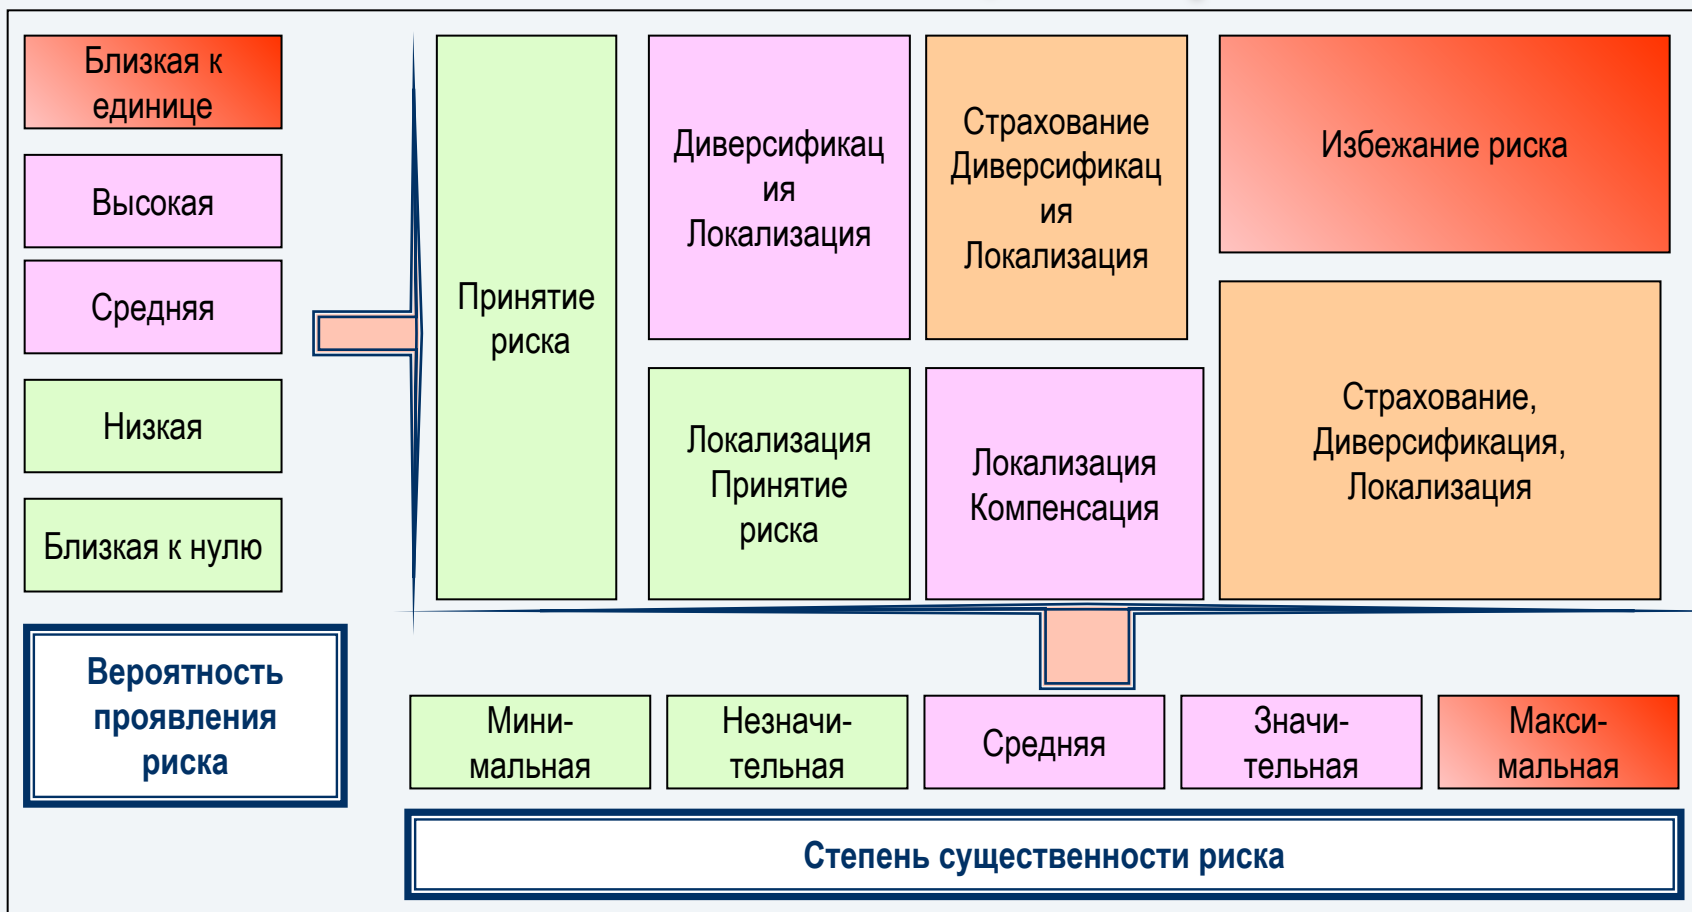 Близкая к
единице
Высокая
Средняя
Низкая
Близкая к нулю
Вероятность
проявления
риска
Принятие
риска
Диверсификац
ия
Локализация
Страхование
Диверсификац
ия
Локализация
Избежание риска
Локализация
Принятие
риска
Локализация
Компенсация
Страхование,
Диверсификация,
Локализация
Мини-
мальная
Незначи-
тельная
Средняя
Значи-
тельная
Макси-
мальная
Степень существенности риска